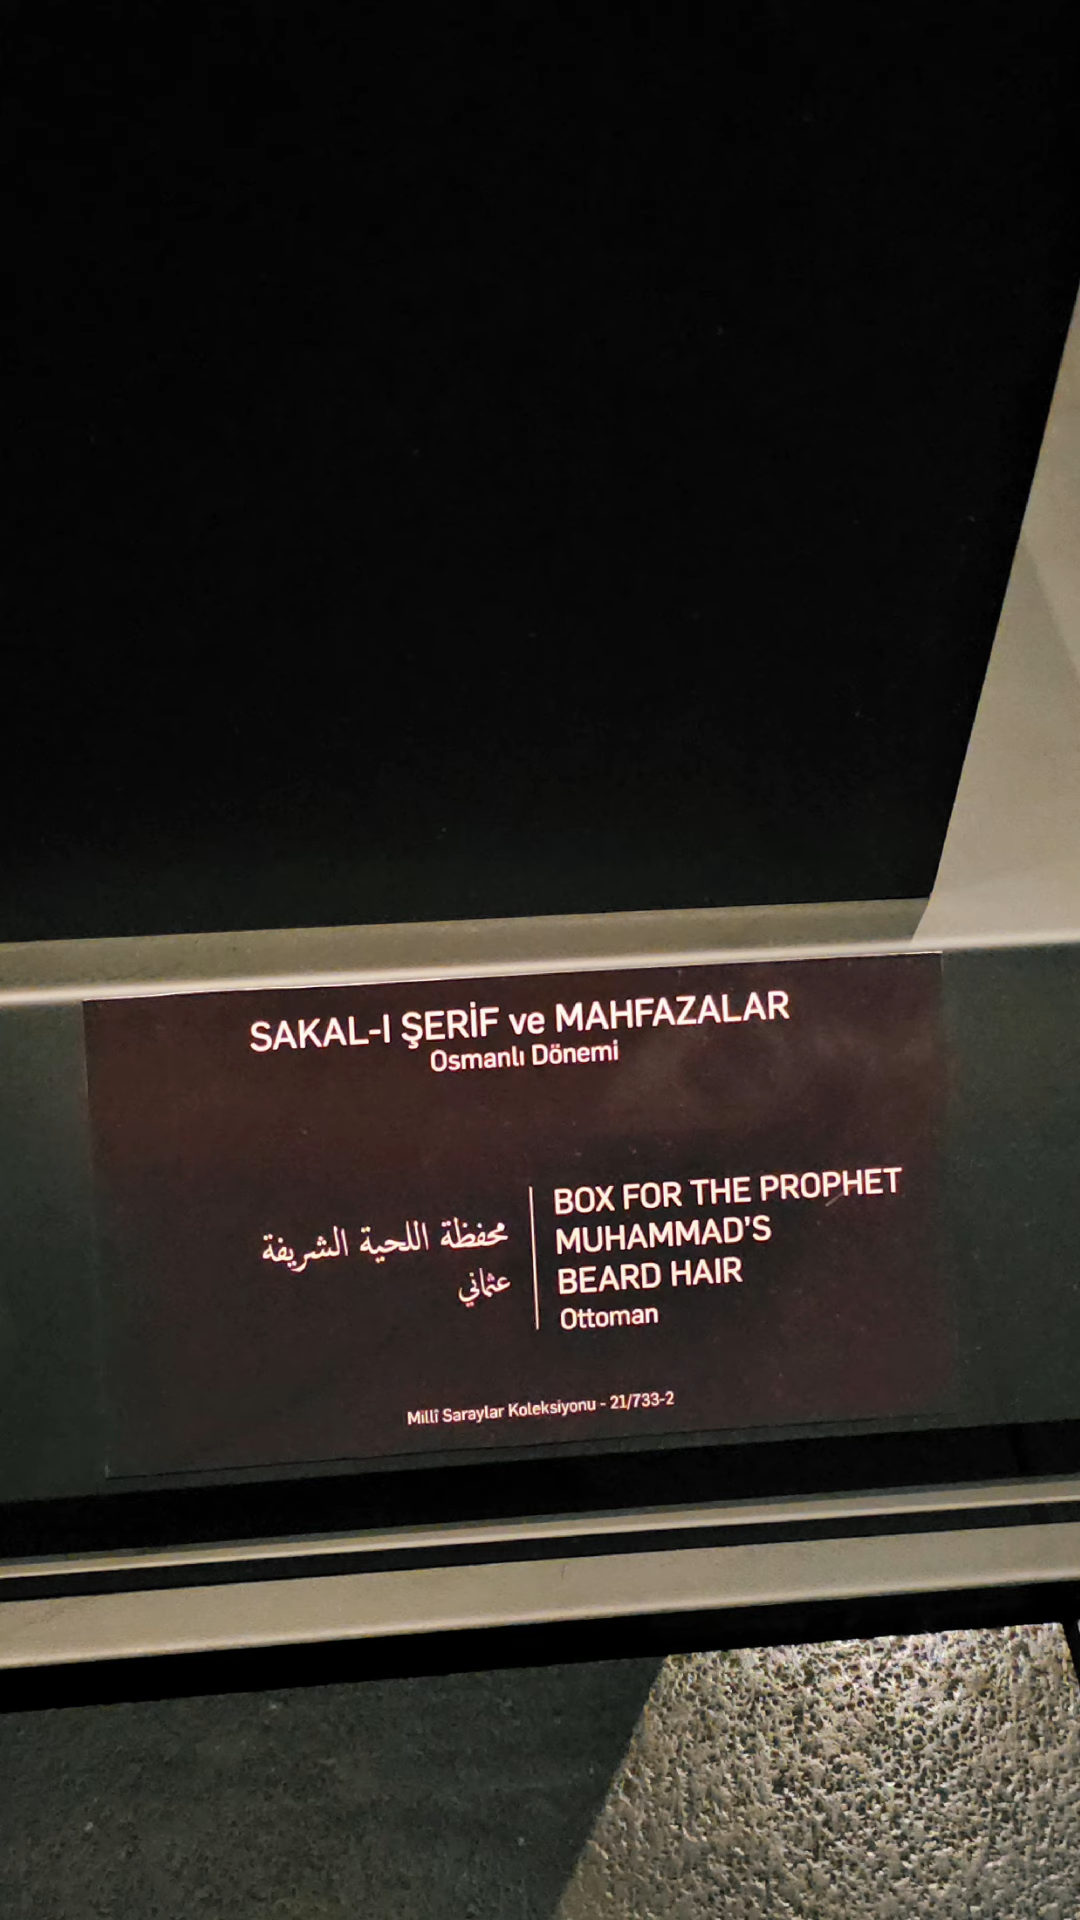 SAKAL-I ŞERİF ve MAHFAZALAR
Osmanlı Dönemi
محفظة اللحية الشريفة
عثماني
BOX FOR THE PROPHET
MUHAMMAD'S
BEARD HAIR
Ottoman
Millî Saraylar Koleksiyonu - 21/733-2